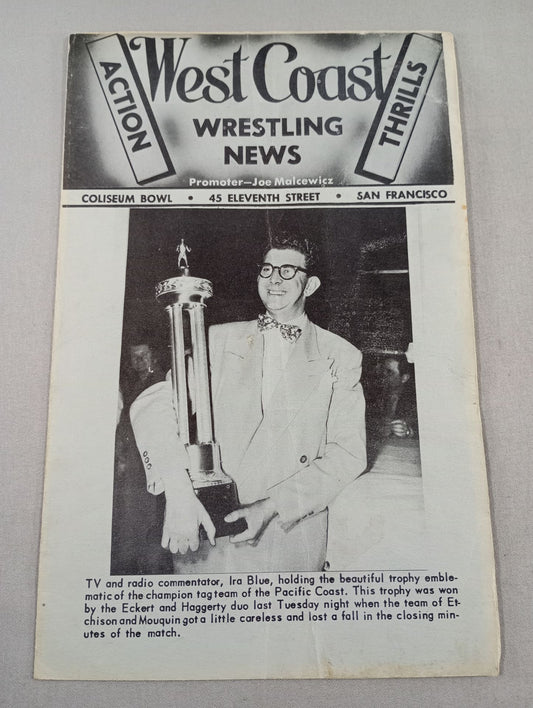 ACTION
West Coast
THRILLS
WRESTLING
NEWS
Promoter—Joe Malcewicz
COLISEUM BOWL • 45 ELEVENTH STREET • SAN FRANCISCO
TV and radio commentator, Ira Blue, holding the beautiful trophy emble-
matic of the champion tag team of the Pacific Coast. This trophy was won
by the Eckert and Haggerty duo last Tuesday night when the team of Et-
chison and Mouquin got a little careless and lost a fall in the closing min-
utes of the match.